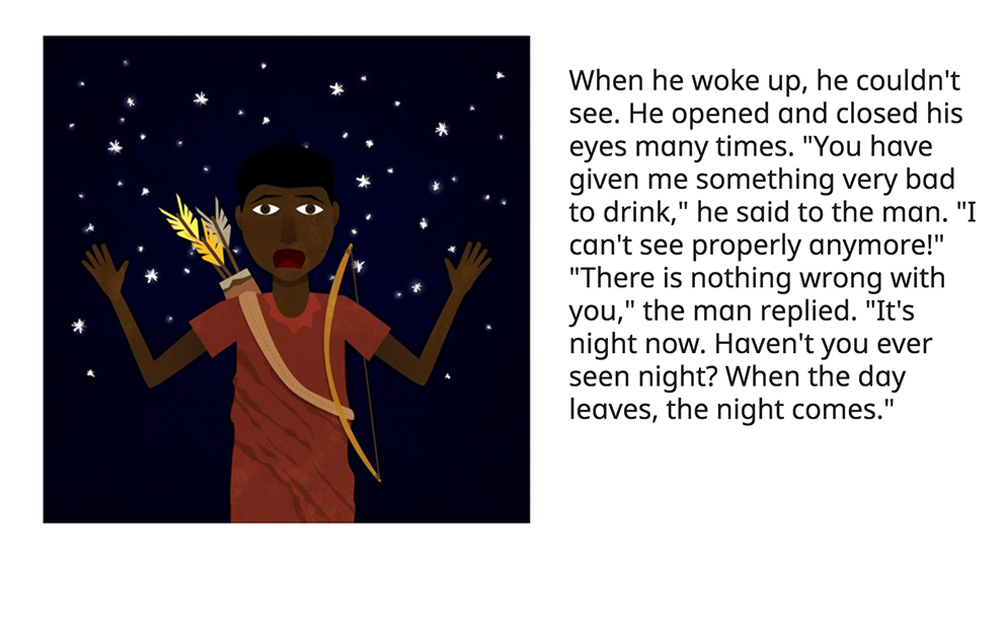 When he woke up, he couldn't
see. He opened and closed his
eyes many times. "You have
given me something very bad
to drink," he said to the man. "I
can't see properly anymore!"
"There is nothing wrong with
you," the man replied. "It's
night now. Haven't you ever
seen night? When the day
leaves, the night comes."